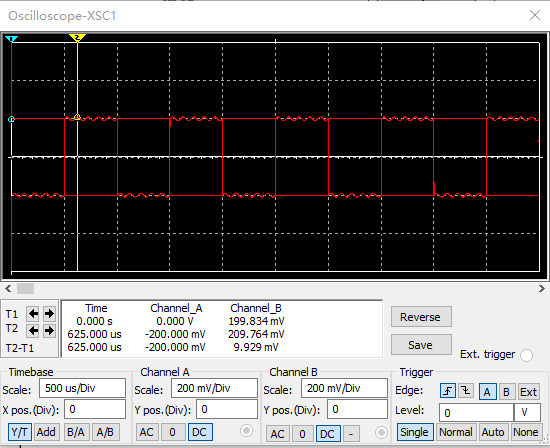 Oscilloscope-XSC1
1 2
T1
T2
T2-T1
Time Channel_A Channel_B
0.000 s 0.000 V 199.834 mV
625.000 us -200.000 mV 209.764 mV
625.000 us -200.000 mV 9.929 mV
Reverse
Save
Ext. trigger
Timebase
Scale: 500 us/Div
X pos.(Div): 0
Y/T Add B/A A/B
Channel A
Scale: 200 mV/Div
Y pos.(Div): 0
AC 0 DC
Channel B
Scale: 200 mV/Div
Y pos.(Div): 0
AC 0 DC -
Trigger
Edge: A B Ext
Level: 0 V
Single Normal Auto None